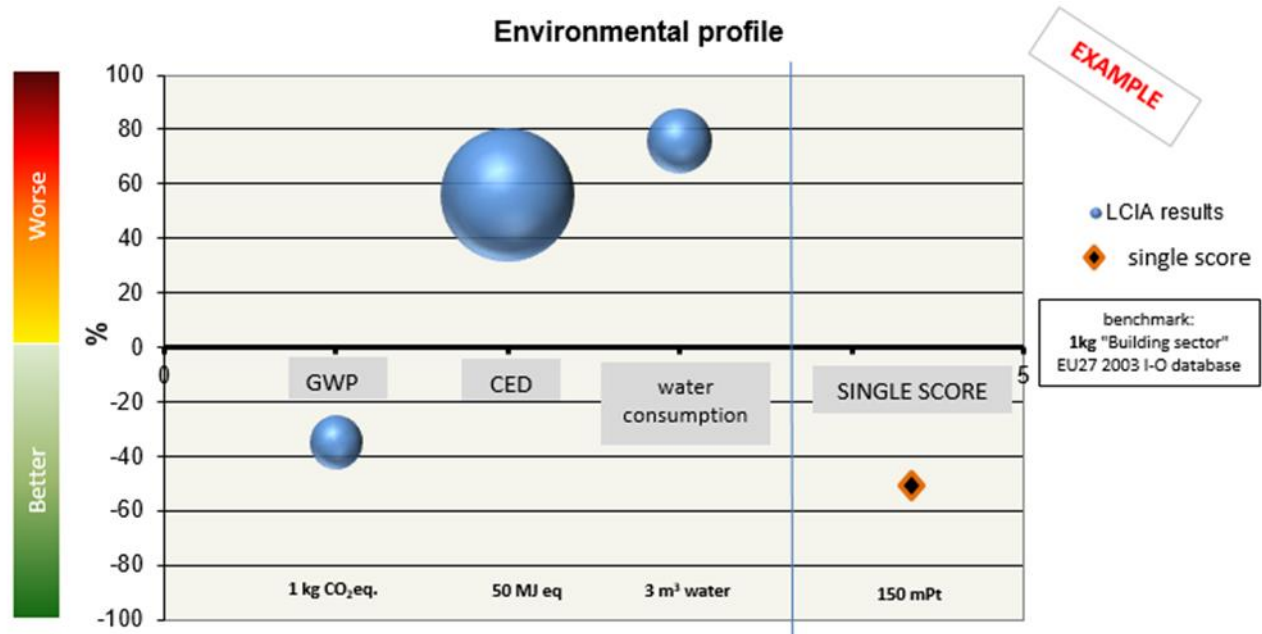 Environmental profile
EXAMPLE
Worse
Better
%
100
80
60
40
20
0
-20
-40
-60
-80
-100
0
5
GWP
CED
water
consumption
SINGLE SCORE
1 kg CO₂eq.
50 MJ eq
3 m³ water
150 mPt
LCIA results
single score
benchmark:
1kg "Building sector"
EU27 2003 I-O database